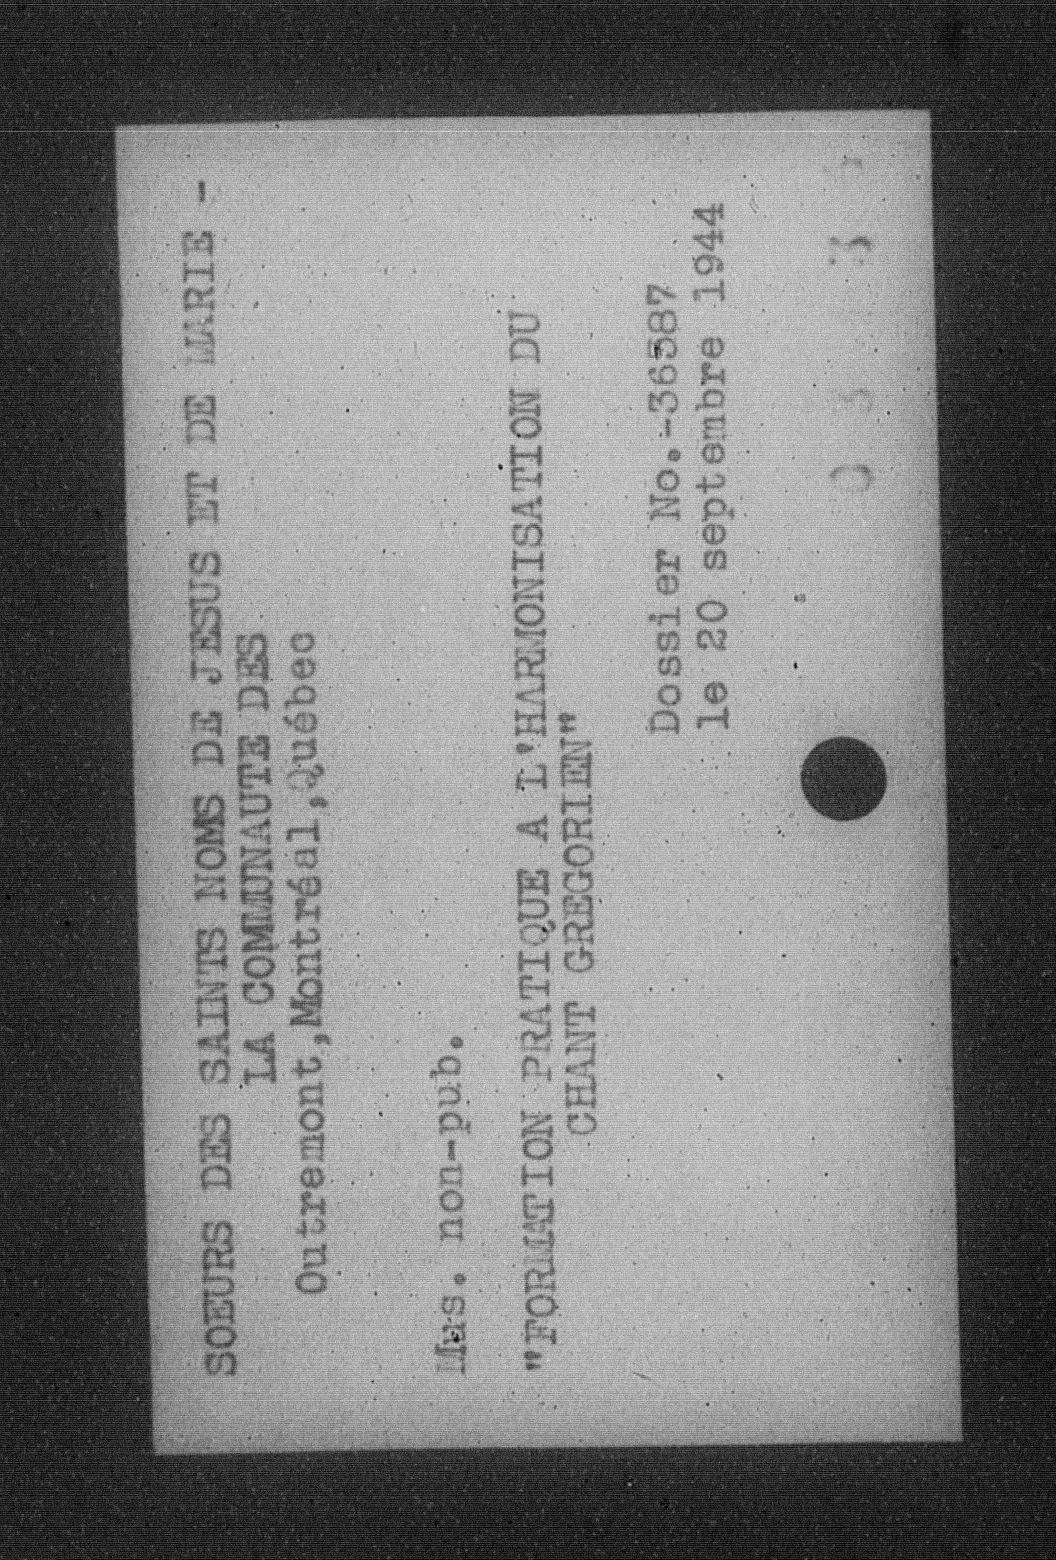 SOEURS DES SAINTS NOMS DE JESUS ET DE MARIE -
LA COMMUNAUTE DES
Outremont,Montréal,Québec
Mus. non-pub.
"FORMATION PRATIQUE A L'HARMONISATION DU
CHANT GREGORIEN"
Dossier No.-36587
le 20 septembre 1944